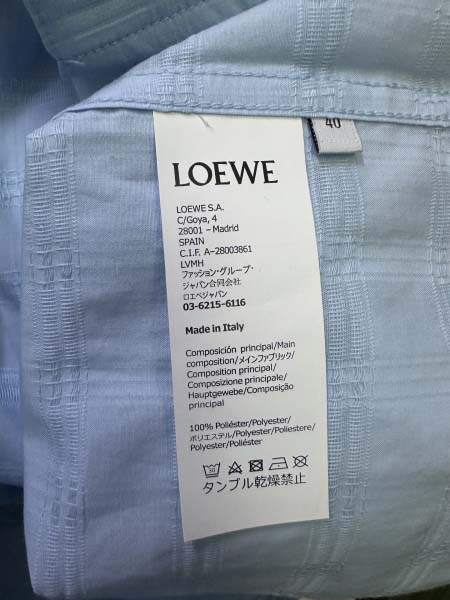 40
LOEWE
LOEWE S.A.
C/Goya, 4
28001 – Madrid
SPAIN
C.I.F. A-28003861
LVMH
ファッション・グループ・
ジャパン合同会社
ロエベジャパン
03-6215-6116
Made in Italy
Composición principal/Main
composition/メインファブリック/
Composition principal/
Composizione principale/
Hauptgewebe/Composição
principal
100% Poliéster/Polyester/
ポリエステル/Polyester/Poliestere/
Polyester/Poliéster
タンブル乾燥禁止